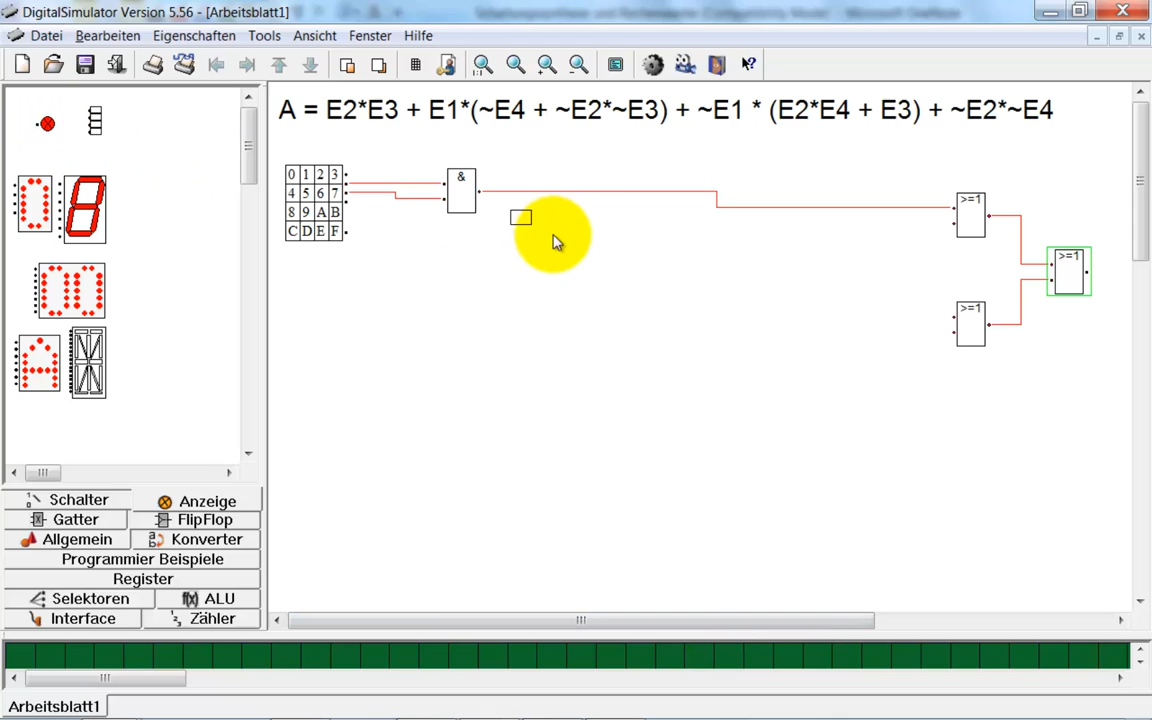 DigitalSimulator Version 5.56 - [Arbeitsblatt1]
Datei Bearbeiten Eigenschaften Tools Ansicht Fenster Hilfe
A = E2*E3 + E1*(~E4 + ~E2*~E3) + ~E1 * (E2*E4 + E3) + ~E2*~E4
0 1 2 3
4 5 6 7
8 9 A B
C D E F
&
>=1
>=1
>=1
Schalter Anzeige
Gatter FlipFlop
Allgemein Konverter
Programmier Beispiele
Register
Selektoren f(x) ALU
Interface Zähler
Arbeitsblatt1